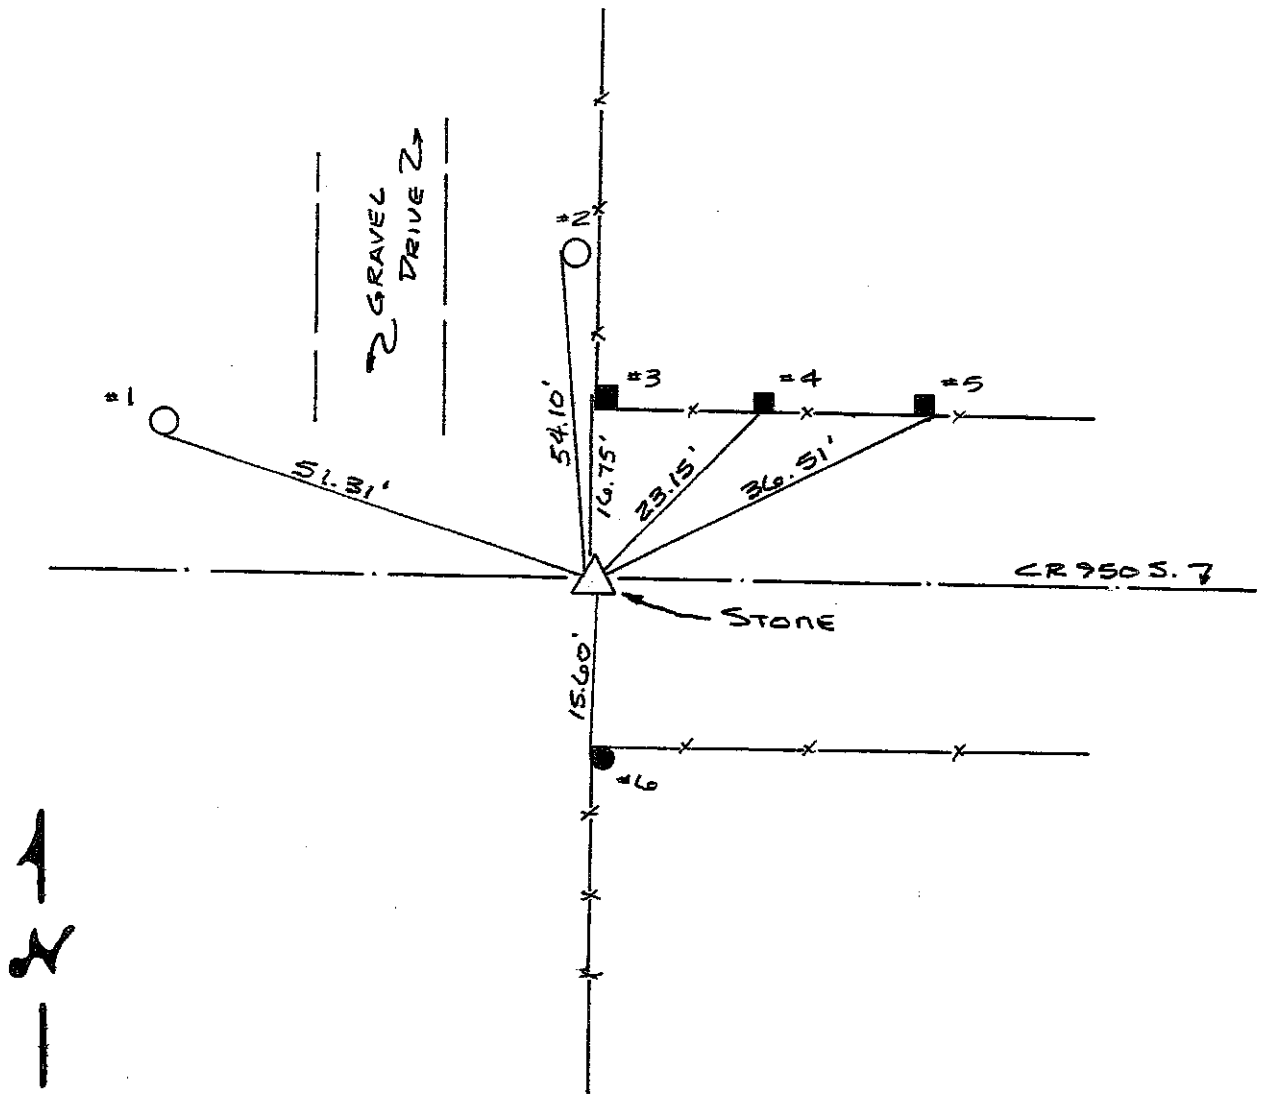 GRAVEL
DRIVE
#2
#1
#3
#4
#5
54.10'
16.75'
51.31'
23.15'
36.51'
CR 950 S.
STONE
15.60'
#6
N